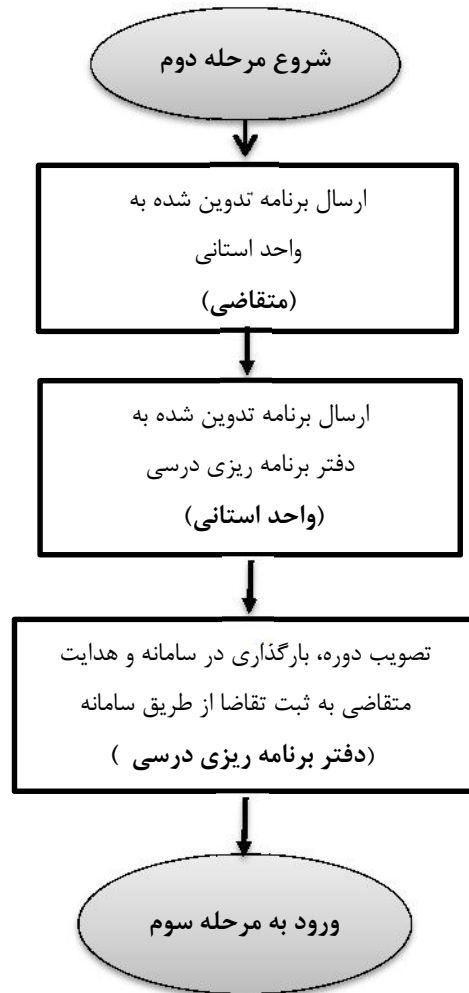 شروع مرحله دوم
ارسال برنامه تدوین شده به
واحد استانی
(متقاضی)
ارسال برنامه تدوین شده به
دفتر برنامه ریزی درسی
(واحد استانی)
تصویب دوره، بارگذاری در سامانه و هدایت
متقاضی به ثبت تقاضا از طریق سامانه
(دفتر برنامه ریزی درسی )
ورود به مرحله سوم